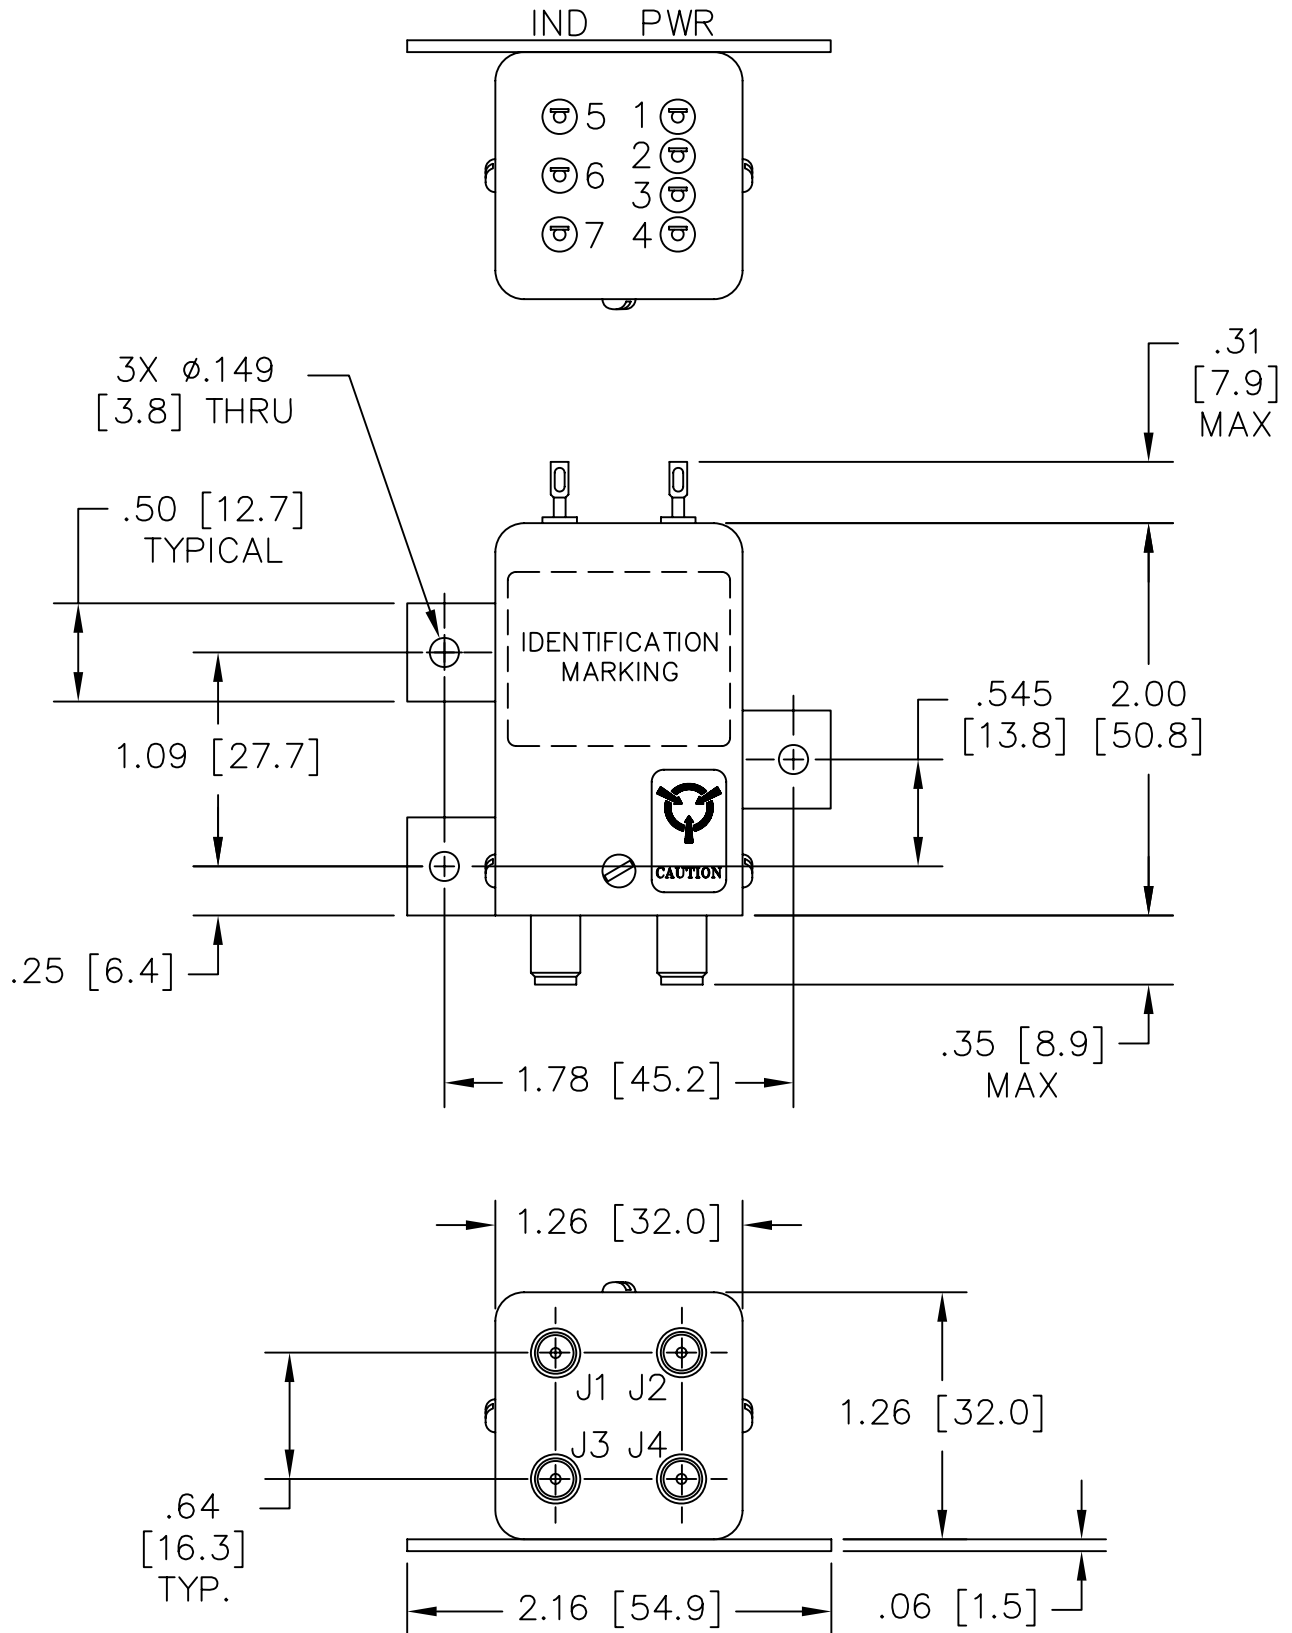 IND PWR
5 1
2
6
3
7 4
.31
[7.9]
MAX
3X ø.149
[3.8] THRU
.50 [12.7]
TYPICAL
IDENTIFICATION
MARKING
.545
[13.8]
2.00
[50.8]
1.09 [27.7]
CAUTION
.25 [6.4]
.35 [8.9]
MAX
1.78 [45.2]
1.26 [32.0]
J1 J2
J3 J4
1.26 [32.0]
.64
[16.3]
TYP.
2.16 [54.9]
.06 [1.5]